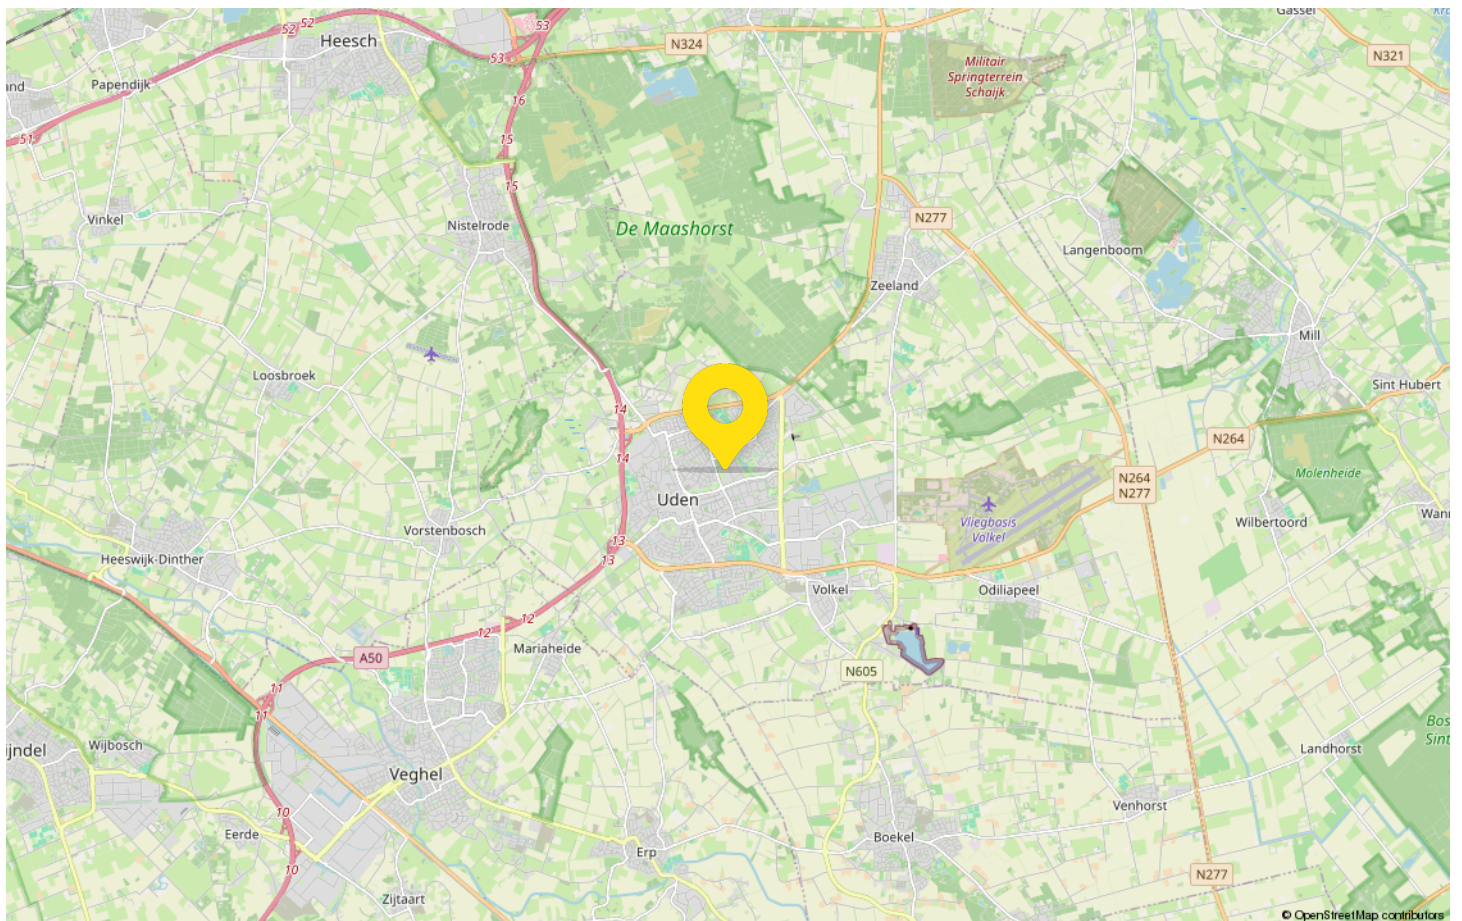 Gassel
52
52
53
Heesch
N324
53
N321
Militair
Springterrein
Schaijk
Papendijk
16
51
15
15
Vinkel
Nistelrode
De Maashorst
N277
Langenboom
Zeeland
Mill
Loosbroek
Sint Hubert
14
N264
14
Molenheide
N264
N277
Uden
Vliegbasis
Volkel
Wilbertoord
Vorstenbosch
13
13
Heeswijk-Dinther
Volkel
Odiliapeel
12
12
Mariaheide
A50
N605
11
11
Wijbosch
Landhorst
Veghel
Venhorst
10
Eerde
Boekel
Erp
10
N277
Zijtaart
© OpenStreetMap contributors